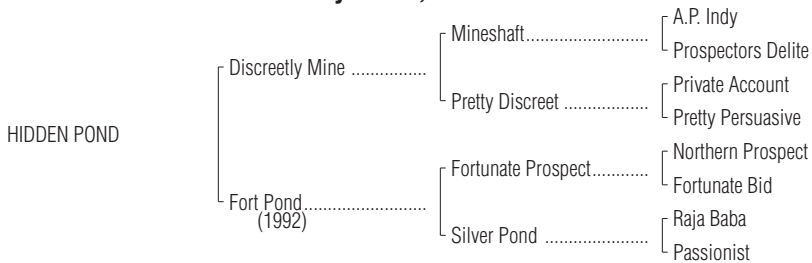 A.P. Indy
Mineshaft
Prospectors Delite
Discreetly Mine
Private Account
Pretty Discreet
Pretty Persuasive
HIDDEN POND
Northern Prospect
Fortunate Prospect
Fortunate Bid
Fort Pond
(1992)
Raja Baba
Silver Pond
Passionist